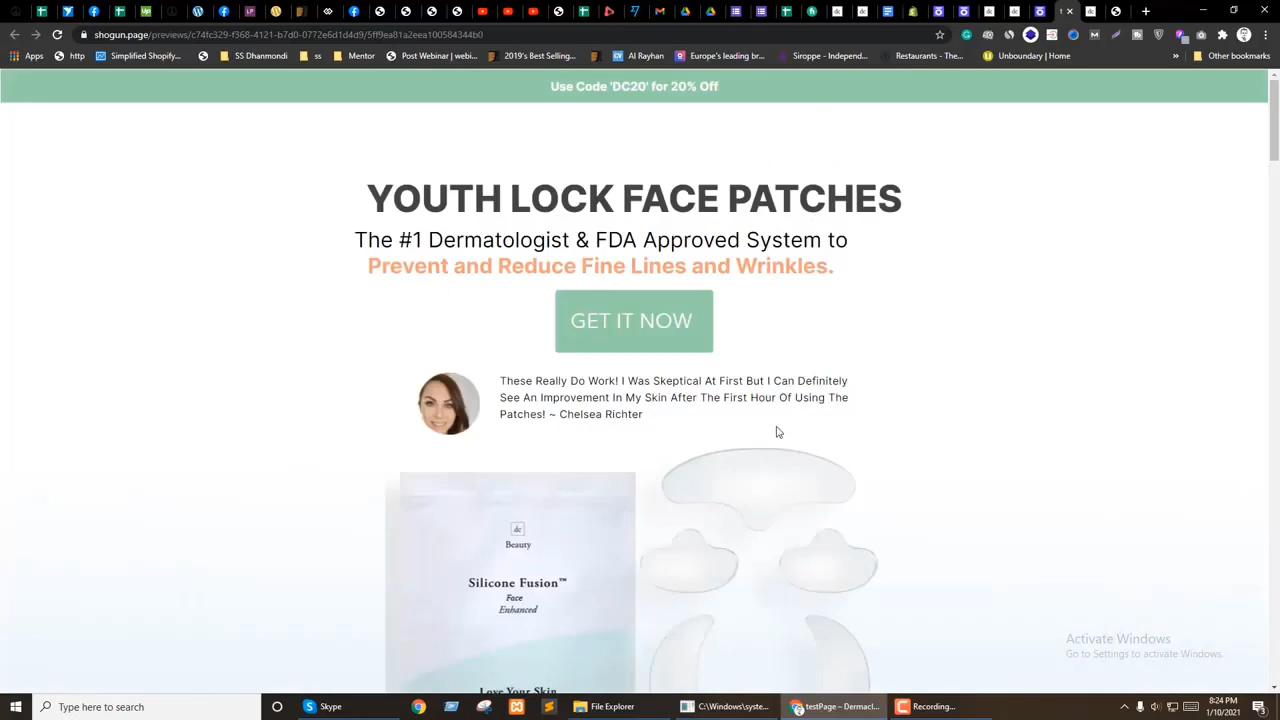 shogun.page/previews/c74fc329-f368-4121-b7d0-0772e6d1d4d9/5ff9ea81a2eea100584344b0
Apps
http
Simplified Shopify...
SS Dhanmondi
ss
Mentor
Post Webinar | webi...
2019's Best Selling...
Al Rayan
Europe's leading br...
Siroppe - Independ...
Restaurants - The...
Unboundary | Home
»
Other bookmarks
Use Code 'DC20' for 20% Off
YOUTH LOCK FACE PATCHES
The #1 Dermatologist & FDA Approved System to
Prevent and Reduce Fine Lines and Wrinkles.
GET IT NOW
These Really Do Work! I Was Skeptical At First But I Can Definitely
See An Improvement In My Skin After The First Hour Of Using The
Patches! ~ Chelsea Richter
dc
Beauty
Silicone Fusion™
Face
Enhanced
Love Your Skin
Activate Windows
Go to Settings to activate Windows.
Type here to search
Skype
File Explorer
C:\Windows\syste...
testPage – Dermacl...
Recording...
8:24 PM
1/10/2021